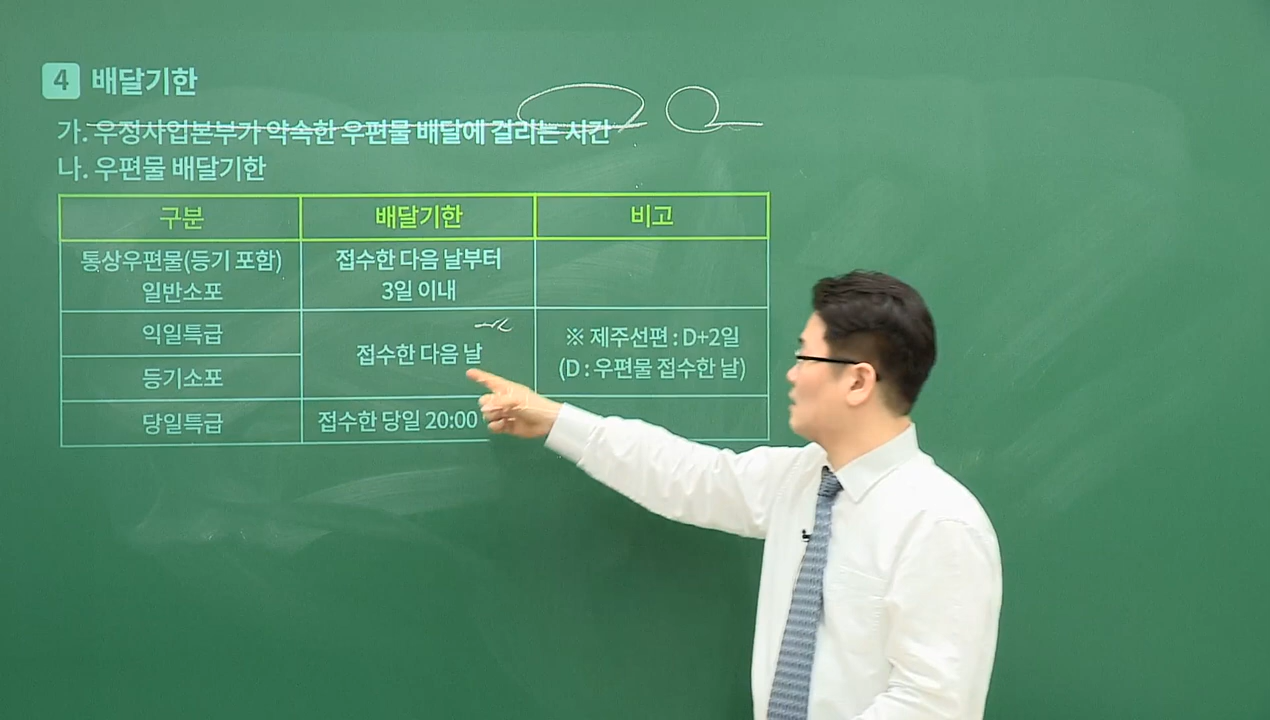 4 배달기한
가. 우정사업본부가 약속한 우편물 배달에 걸리는 시간
나. 우편물 배달기한
구분 배달기한 비고
통상우편물(등기 포함)
일반소포
접수한 다음 날부터
3일 이내
익일특급
등기소포
접수한 다음 날
※ 제주선편 : D+2일
(D : 우편물 접수한 날)
당일특급 접수한 당일 20:00